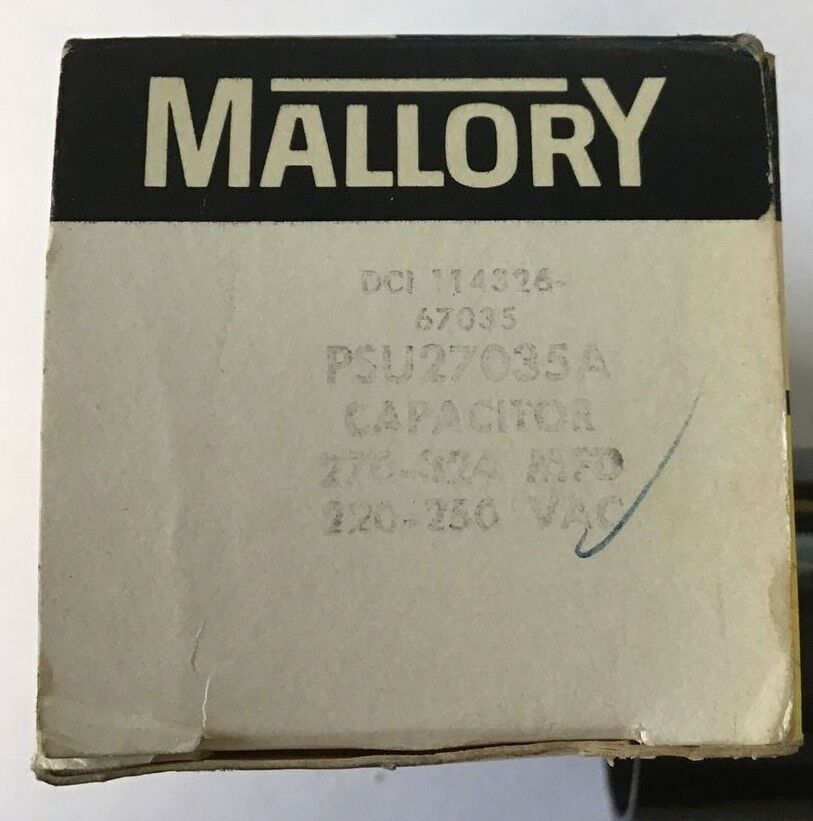 MALLORY
DCI 114326-
67035
PSU27035A
CAPACITOR
270-324 MFD
220-250 VAC